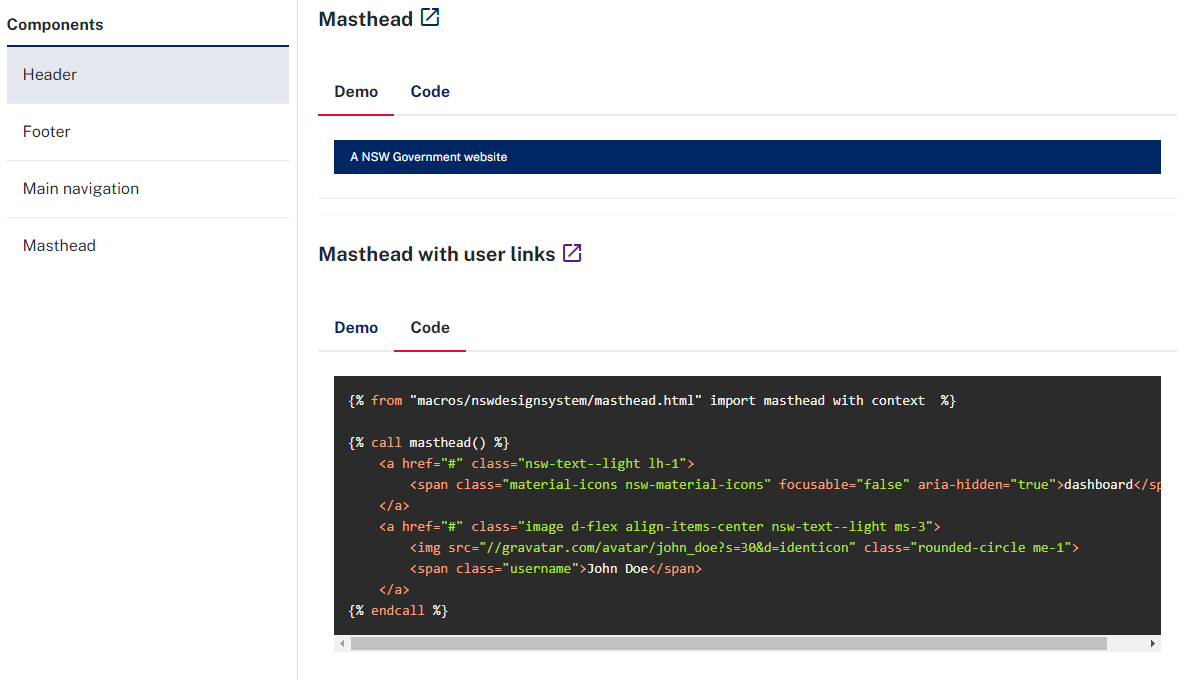 Components
Header
Footer
Main navigation
Masthead
Masthead
Demo Code
A NSW Government website
Masthead with user links
Demo Code
{% from "macros/nswdesignsystem/masthead.html" import masthead with context  %}
{% call masthead() %}
    <a href="#" class="nsw-text--light lh-1">
        <span class="material-icons nsw-material-icons" focusable="false" aria-hidden="true">dashboard</sp
    </a>
    <a href="#" class="image d-flex align-items-center nsw-text--light ms-3">
        <img src="//gravatar.com/avatar/john_doe?s=30&d=identicon" class="rounded-circle me-1">
        <span class="username">John Doe</span>
    </a>
{% endcall %}